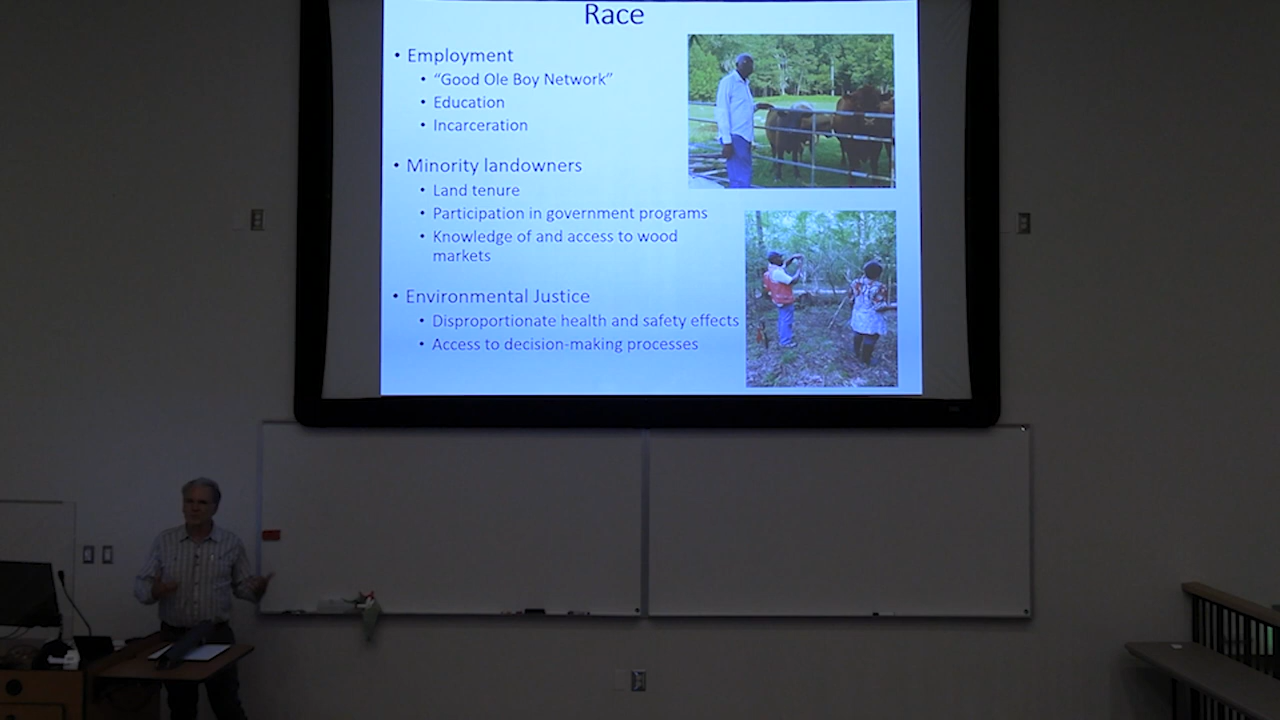 Race
• Employment
• “Good Ole Boy Network”
• Education
• Incarceration
• Minority landowners
• Land tenure
• Participation in government programs
• Knowledge of and access to wood
markets
• Environmental Justice
• Disproportionate health and safety effects
• Access to decision-making processes